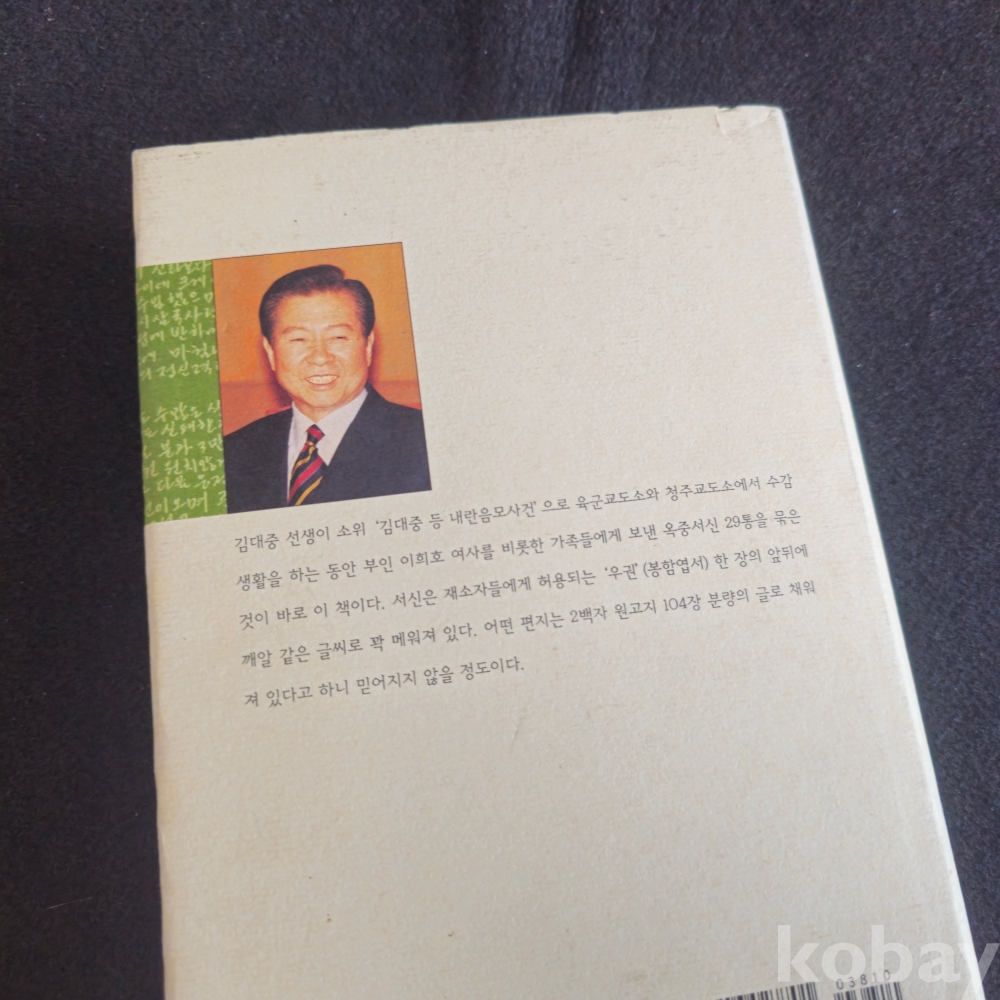 수많은
불가
김대중 선생이 소위 '김대중 등 내란음모사건'으로 육군교도소와 청주교도소에서 수감
생활을 하는 동안 부인 이희호 여사를 비롯한 가족들에게 보낸 옥중서신 29통을 묶은
것이 바로 이 책이다. 서신은 재소자들에게 허용되는 '우권'(봉함엽서) 한 장의 앞뒤에
깨알 같은 글씨로 꽉 메워져 있다. 어떤 편지는 2백자 원고지 104장 분량의 글로 채워
져 있다고 하니 믿어지지 않을 정도이다.
03810
kobay